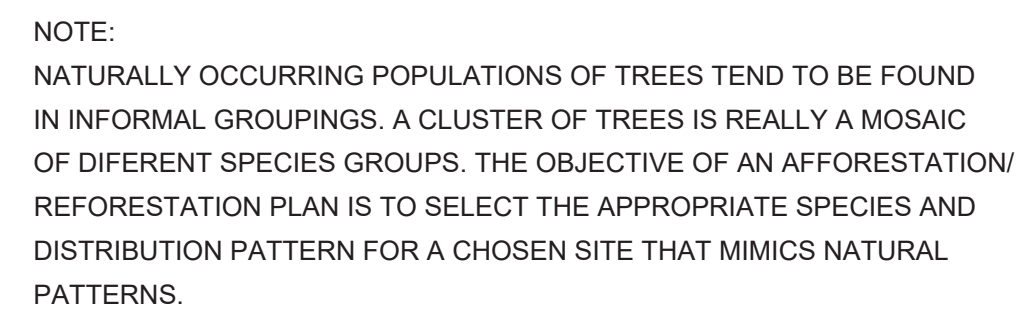 NOTE:
NATURALLY OCCURRING POPULATIONS OF TREES TEND TO BE FOUND
IN INFORMAL GROUPINGS. A CLUSTER OF TREES IS REALLY A MOSAIC
OF DIFERENT SPECIES GROUPS. THE OBJECTIVE OF AN AFFORESTATION/
REFORESTATION PLAN IS TO SELECT THE APPROPRIATE SPECIES AND
DISTRIBUTION PATTERN FOR A CHOSEN SITE THAT MIMICS NATURAL
PATTERNS.